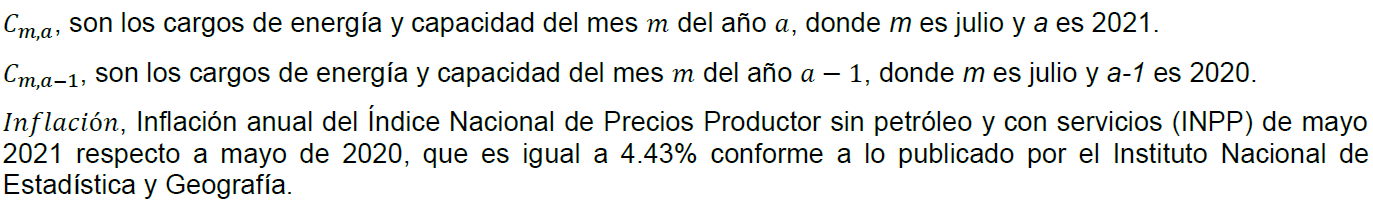 C_{m,a}, son los cargos de energía y capacidad del mes m del año a, donde m es julio y a es 2021.
C_{m,a−1}, son los cargos de energía y capacidad del mes m del año a − 1, donde m es julio y a-1 es 2020.
Inflación, Inflación anual del Índice Nacional de Precios Productor sin petróleo y con servicios (INPP) de mayo
2021 respecto a mayo de 2020, que es igual a 4.43% conforme a lo publicado por el Instituto Nacional de
Estadística y Geografía.